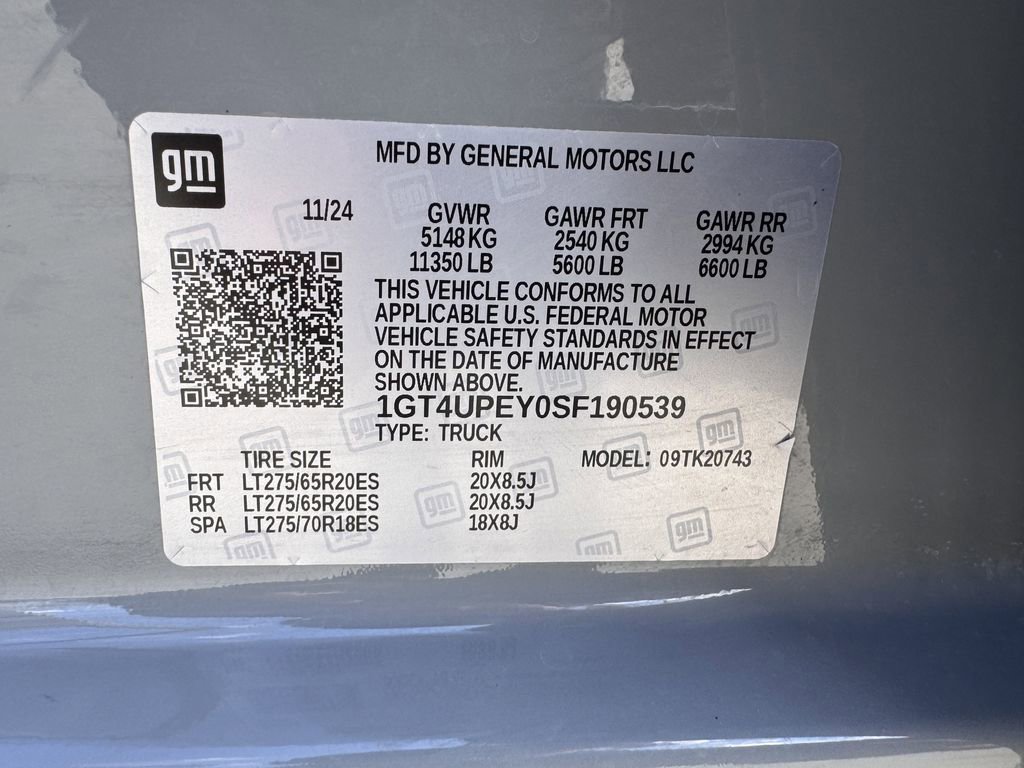 gm
MFD BY GENERAL MOTORS LLC
11/24 GVWR GAWR FRT GAWR RR
5148 KG 2540 KG 2994 KG
11350 LB 5600 LB 6600 LB
THIS VEHICLE CONFORMS TO ALL
APPLICABLE U.S. FEDERAL MOTOR
VEHICLE SAFETY STANDARDS IN EFFECT
ON THE DATE OF MANUFACTURE
SHOWN ABOVE.
1GT4UPEY0SF190539
TYPE: TRUCK
TIRE SIZE RIM MODEL: 09TK20743
FRT LT275/65R20ES 20X8.5J
RR LT275/65R20ES 20X8.5J
SPA LT275/70R18ES 18X8J